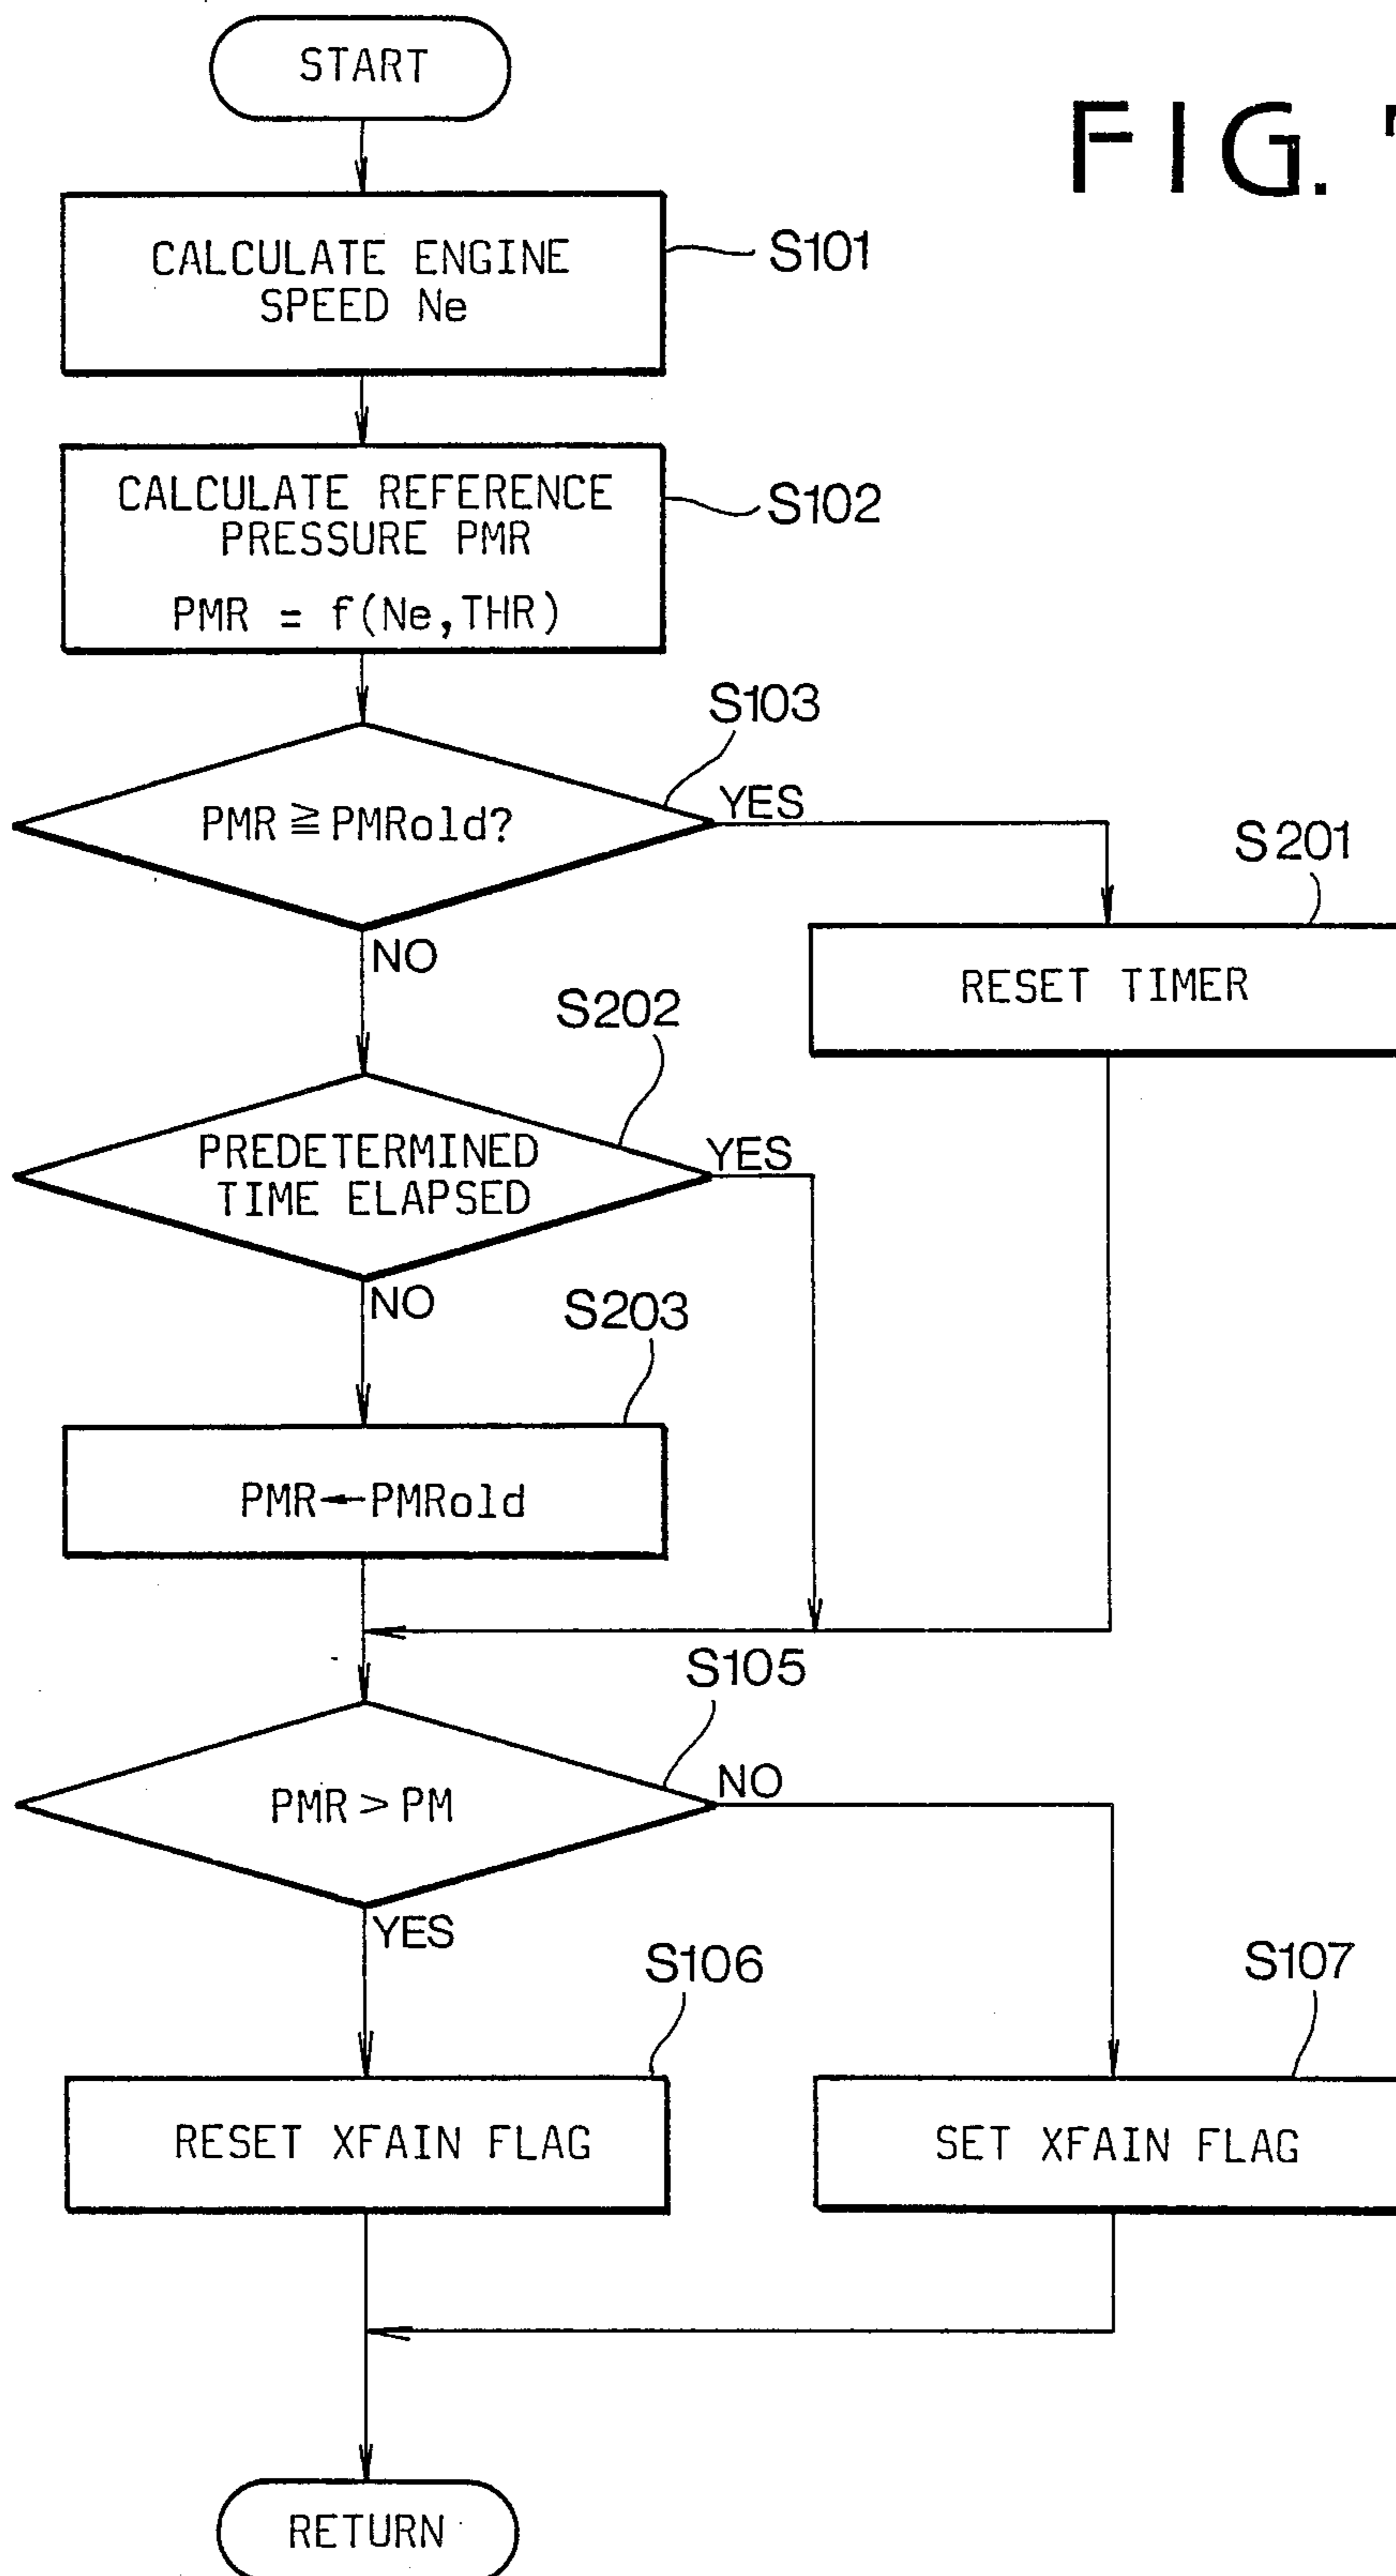 START
FIG.
CALCULATE ENGINE
SPEED Ne
S101
CALCULATE REFERENCE
PRESSURE PMR
PMR = f(Ne,THR)
S102
S103
PMR ≧ PMRold?
YES
NO
S201
RESET TIMER
S202
PREDETERMINED
TIME ELAPSED
YES
NO
S203
PMR←PMRold
S105
PMR > PM
NO
YES
S106
RESET XFAIN FLAG
S107
SET XFAIN FLAG
RETURN